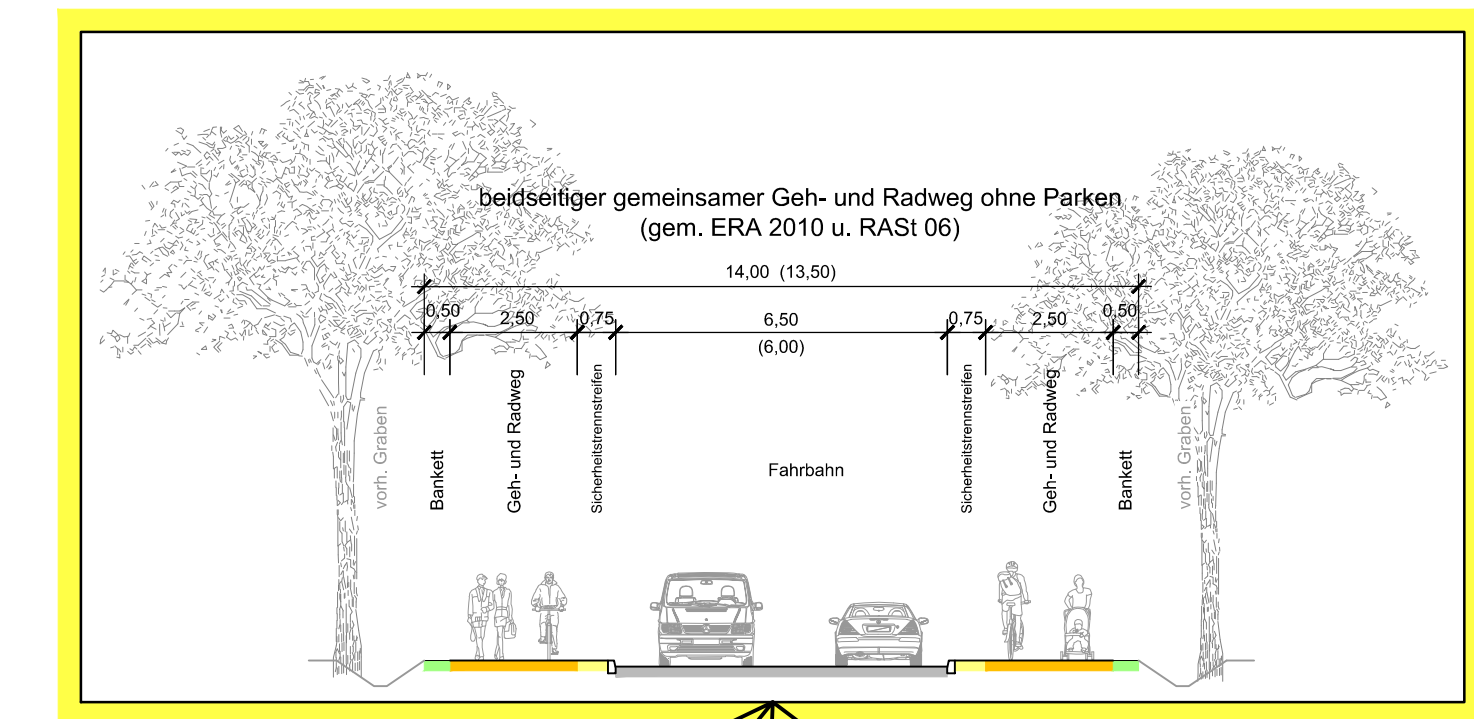 beidseitiger gemeinsamer Geh- und Radweg ohne Parken
(gem. ERA 2010 u. RASt 06)
14,00 (13,50)
0,50 2,50 0,75 6,50 0,75 2,50 0,50
(6,00)
vorh. Graben
Bankett
Geh- und Radweg
Sicherheitstrennstreifen
Fahrbahn
Sicherheitstrennstreifen
Geh- und Radweg
Bankett
vorh. Graben